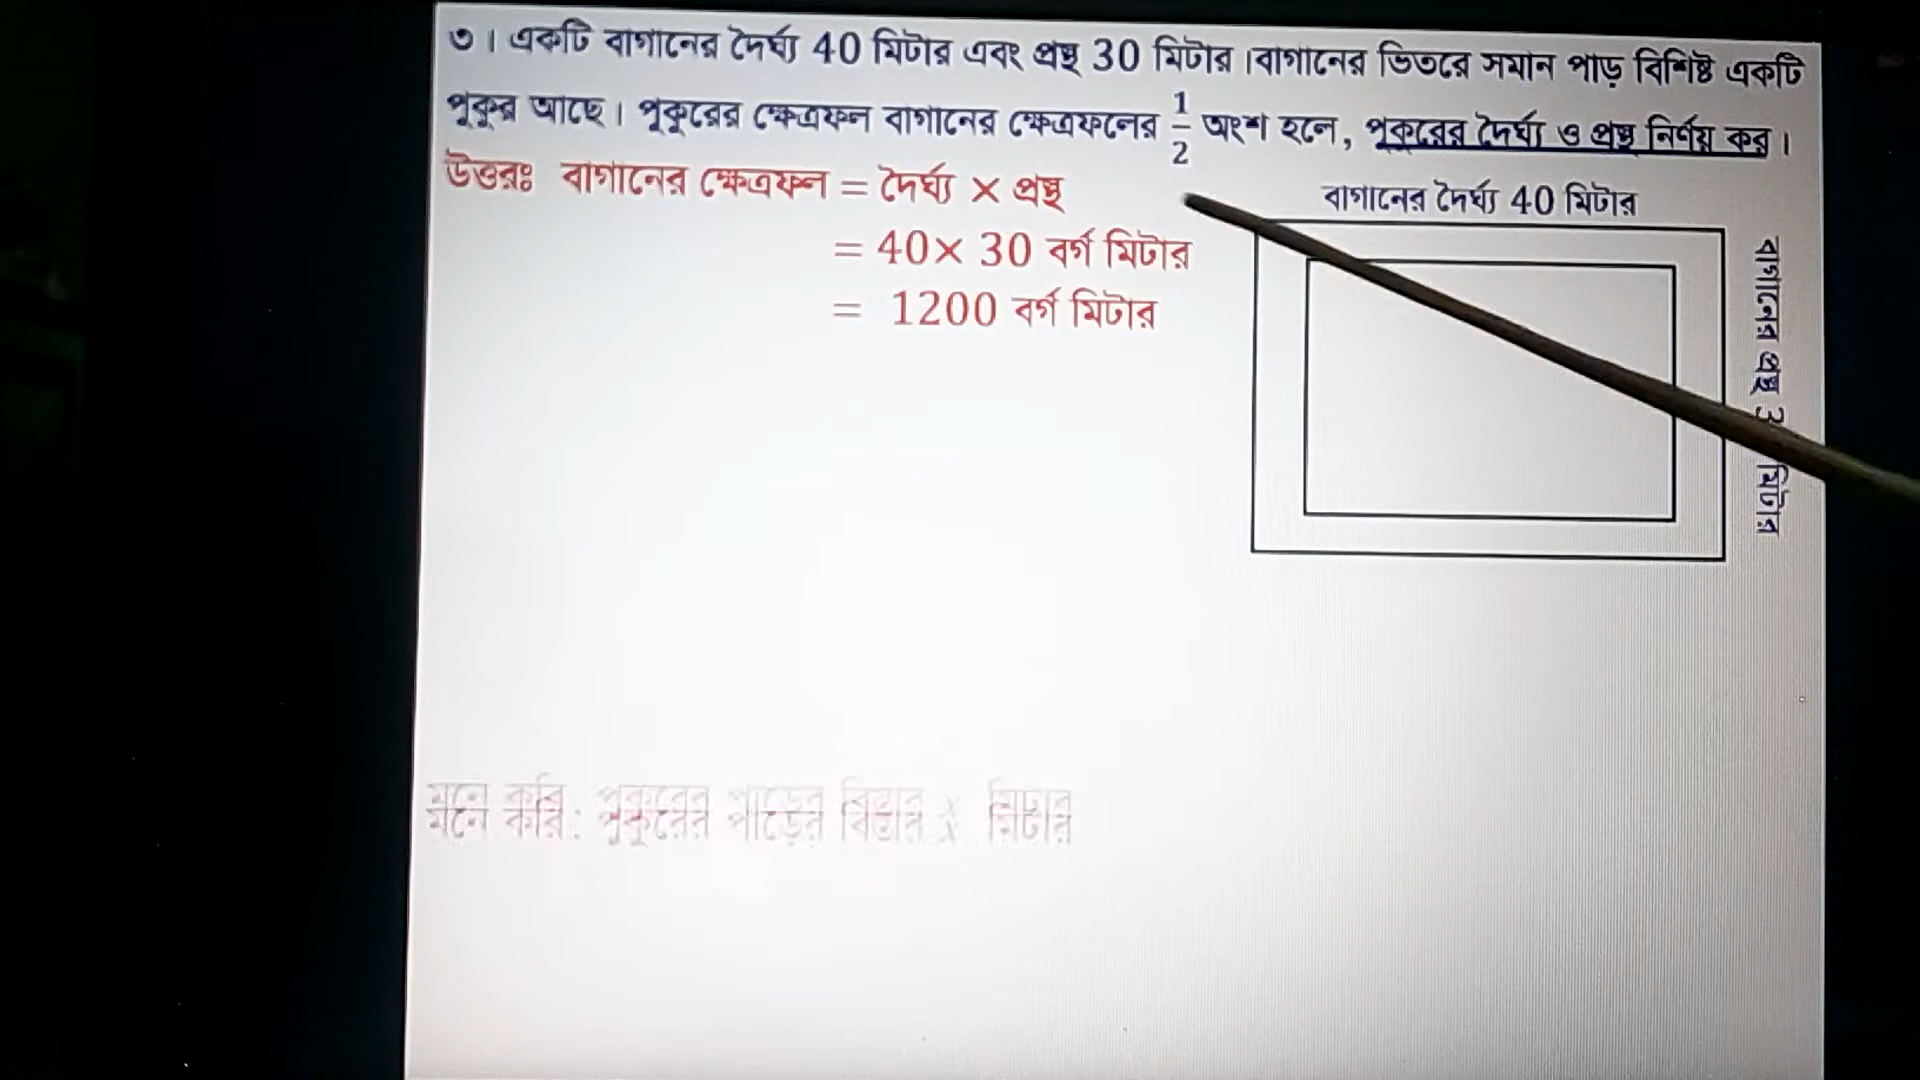 ৩। একটি বাগানের দৈর্ঘ্য 40 মিটার এবং প্রস্থ 30 মিটার।বাগানের ভিতরে সমান পাড় বিশিষ্ট একটি
পুকুর আছে। পুকুরের ক্ষেত্রফল বাগানের ক্ষেত্রফলের 1/2 অংশ হলে, পুকুরের দৈর্ঘ্য ও প্রস্থ নির্ণয় কর।
উত্তরঃ বাগানের ক্ষেত্রফল = দৈর্ঘ্য × প্রস্থ
= 40× 30 বর্গ মিটার
= 1200 বর্গ মিটার
বাগানের দৈর্ঘ্য 40 মিটার
বাগানের প্রস্থ 3 মিটার
মনে করি: পুকুরের পাড়ের বিস্তার x মিটার